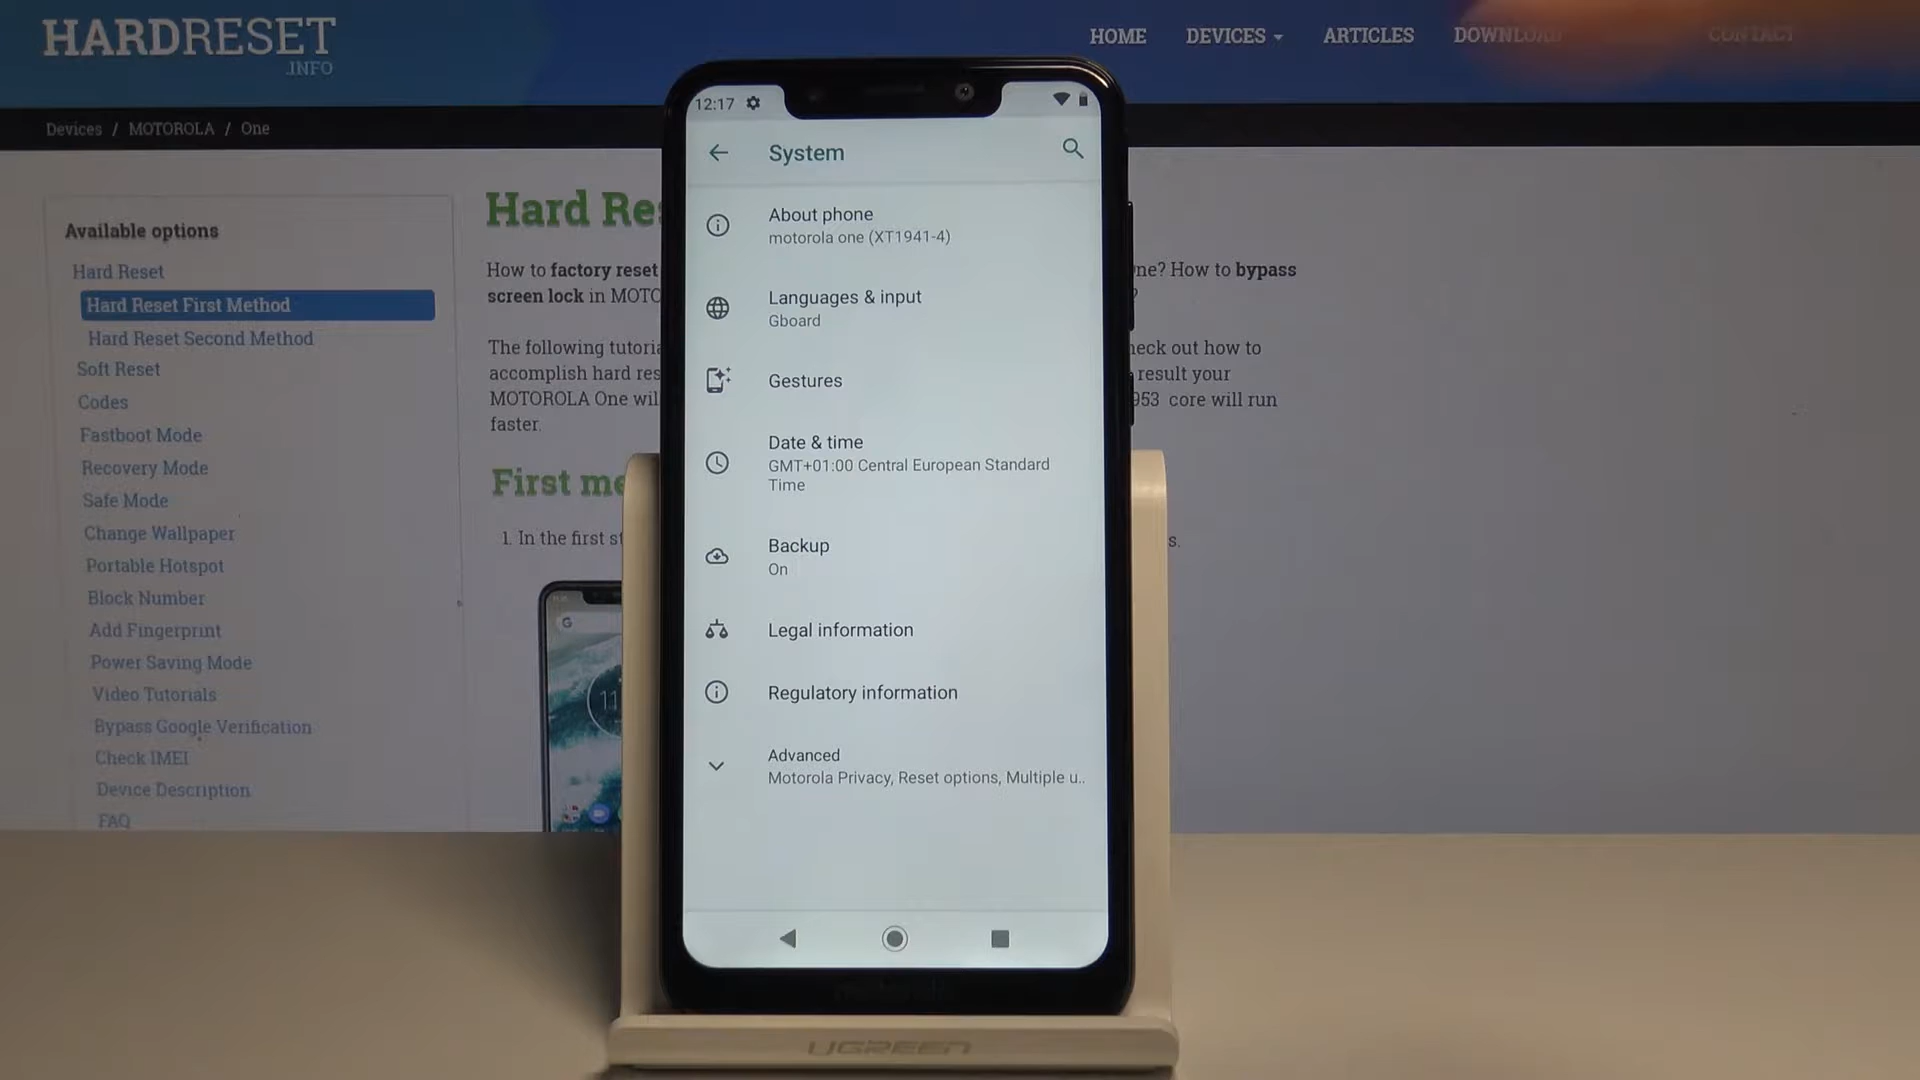 HARDRESET
.INFO
HOME DEVICES ARTICLES DOWNLOAD CONTACT
Devices / MOTOROLA / One
Available options
Hard Reset
Hard Reset First Method
Hard Reset Second Method
Soft Reset
Codes
Fastboot Mode
Recovery Mode
Safe Mode
Change Wallpaper
Portable Hotspot
Block Number
Add Fingerprint
Power Saving Mode
Video Tutorials
Bypass Google Verification
Check IMEI
Device Description
FAQ
Hard Re
How to factory reset
ne? How to bypass
screen lock in MOTO
?
The following tutoria
heck out how to
accomplish hard res
result your
MOTOROLA One wil
953 core will run
faster.
First me
1. In the first st
s.
G
11
12:17
System
About phone
motorola one (XT1941-4)
Languages & input
Gboard
Gestures
Date & time
GMT+01:00 Central European Standard
Time
Backup
On
Legal information
Regulatory information
Advanced
Motorola Privacy, Reset options, Multiple u..
UGREEN